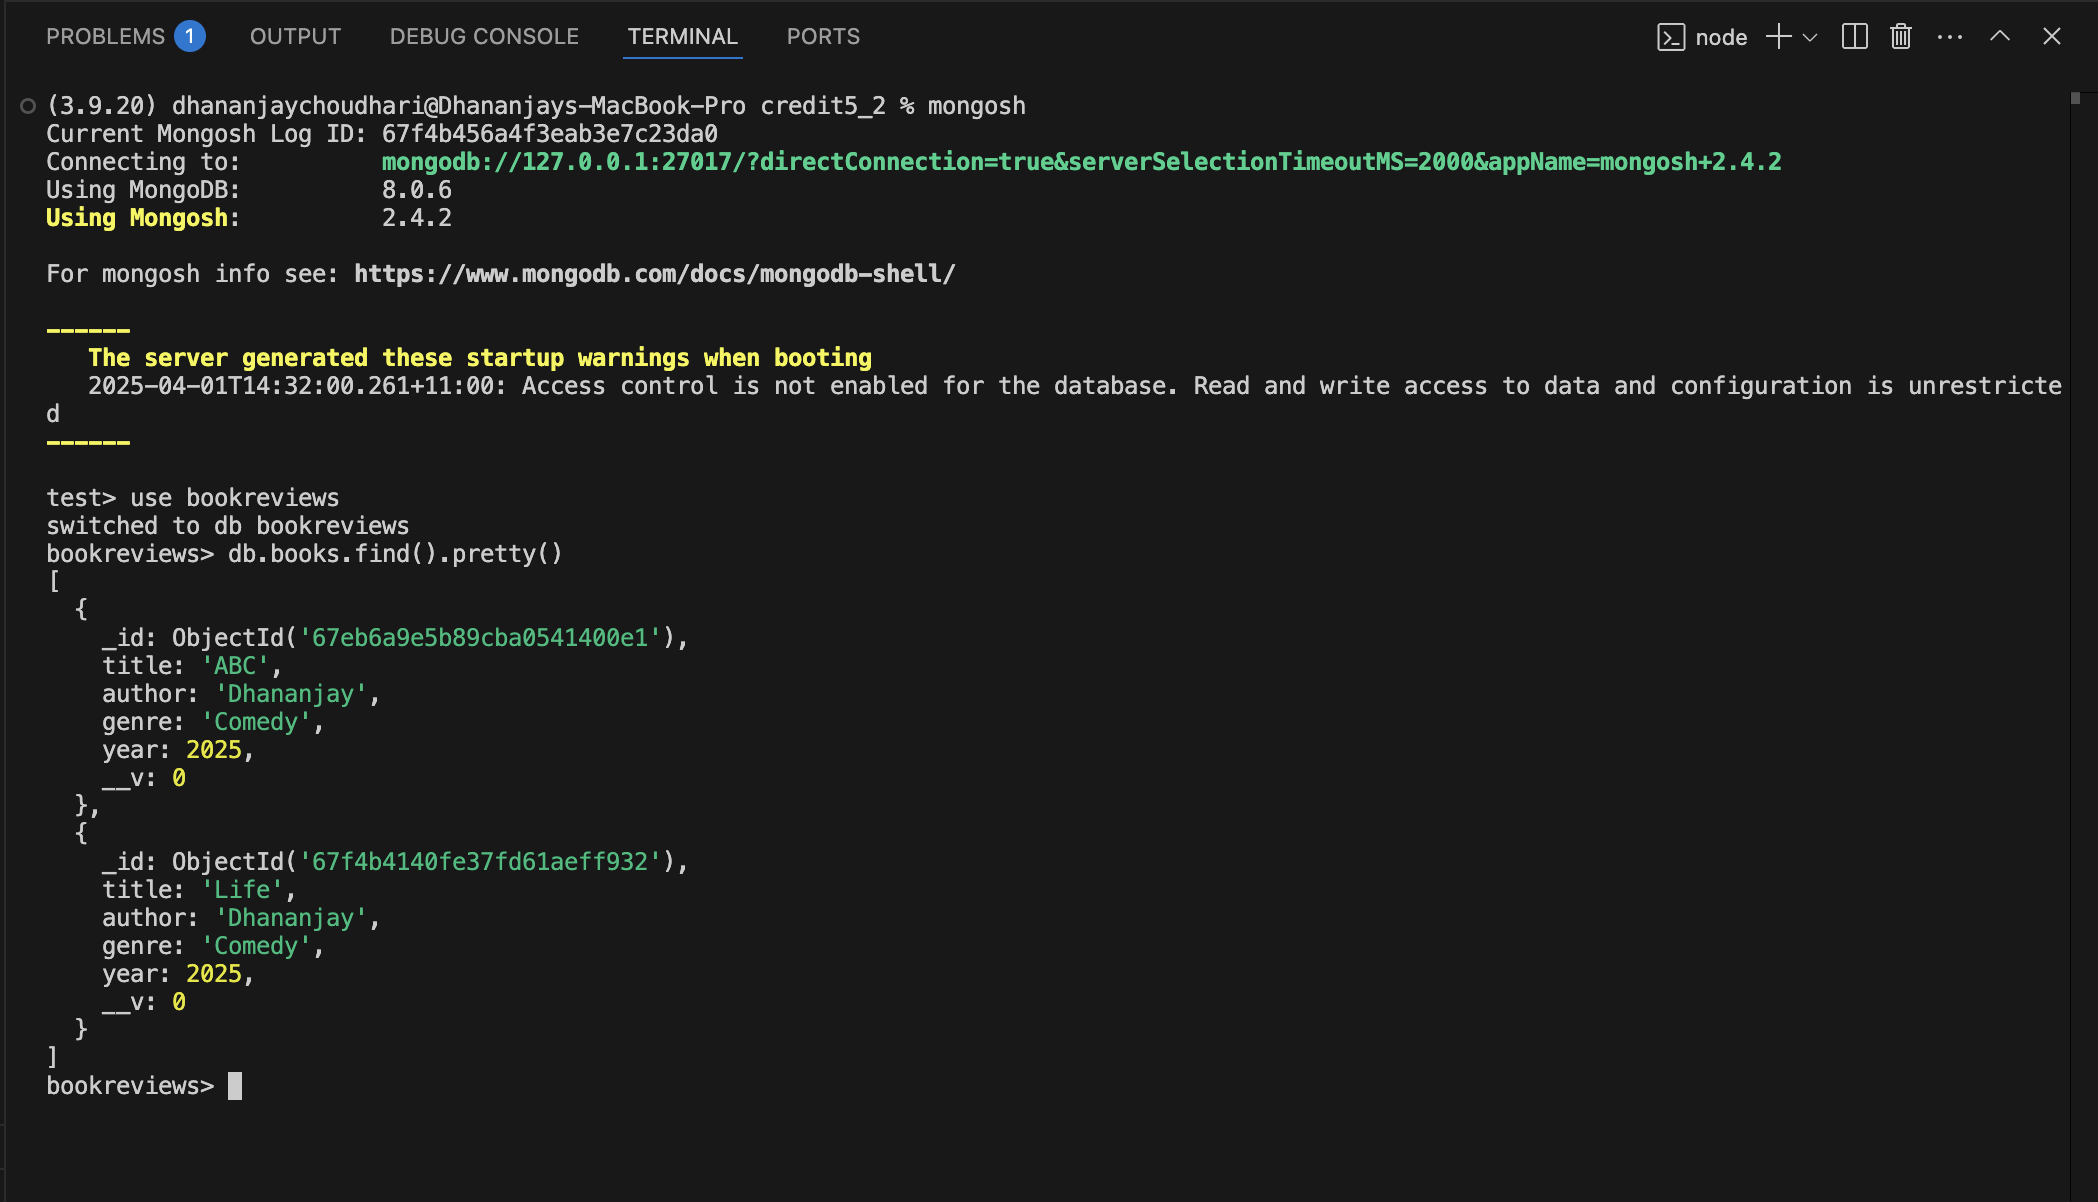 PROBLEMS 1 OUTPUT DEBUG CONSOLE TERMINAL PORTS node
(3.9.20) dhananjaychoudhari@Dhananjays-MacBook-Pro credit5_2 % mongosh
Current Mongosh Log ID: 67f4b456a4f3eab3e7c23da0
Connecting to: mongodb://127.0.0.1:27017/?directConnection=true&serverSelectionTimeoutMS=2000&appName=mongosh+2.4.2
Using MongoDB: 8.0.6
Using Mongosh: 2.4.2
For mongosh info see: https://www.mongodb.com/docs/mongodb-shell/
------
The server generated these startup warnings when booting
2025-04-01T14:32:00.261+11:00: Access control is not enabled for the database. Read and write access to data and configuration is unrestricte
d
------
test> use bookreviews
switched to db bookreviews
bookreviews> db.books.find().pretty()
[
{
_id: ObjectId('67eb6a9e5b89cba0541400e1'),
title: 'ABC',
author: 'Dhananjay',
genre: 'Comedy',
year: 2025,
__v: 0
},
{
_id: ObjectId('67f4b4140fe37fd61aeff932'),
title: 'Life',
author: 'Dhananjay',
genre: 'Comedy',
year: 2025,
__v: 0
}
]
bookreviews>